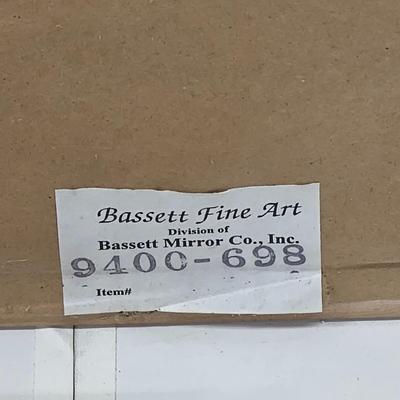 Bassett Fine Art
Division of
Bassett Mirror Co., Inc.
9400-698
Item#